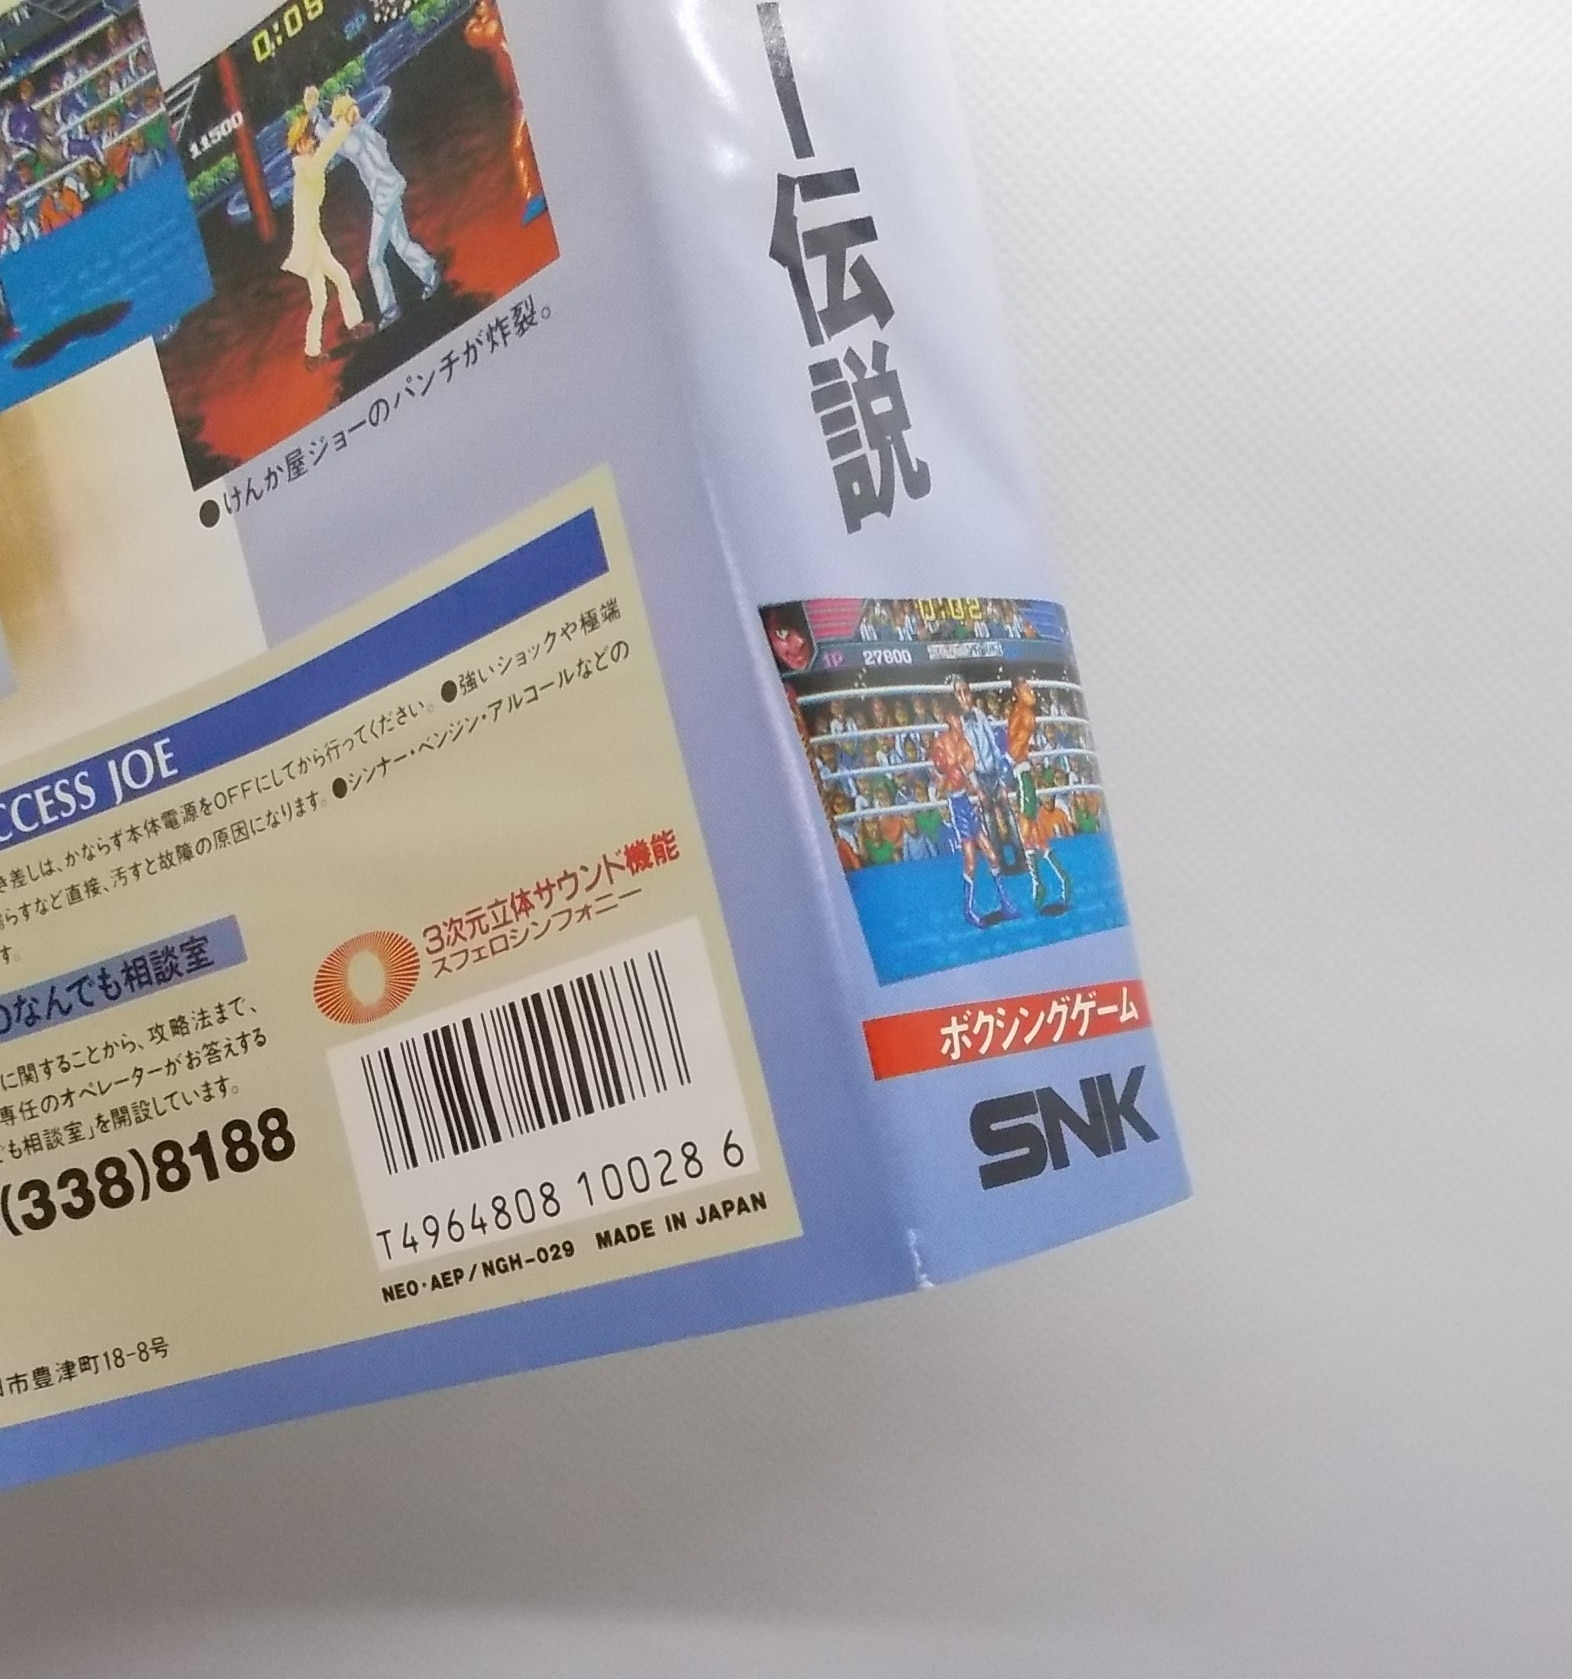 0:08
11500
●けんか屋ジョーのパンチが炸裂。
CCESS JOE
き差しは、かならず本体電源をOFFにしてから行ってください。●強いショックや極端
らすなど直接、汚すと故障の原因になります。●シンナー・ベンジン・アルコールなどの
す。
なんでも相談室
に関することから、攻略法まで、
専任のオペレーターがお答えする
でも相談室」を開設しています。
(338)8188
3次元立体サウンド機能
スフェロシンフォニー
T4964808 10028 6
NEO・AEP/NGH-029 MADE IN JAPAN
市豊津町18-8号
ー伝説
0:02
1P 27800
ボクシングゲーム
SNK